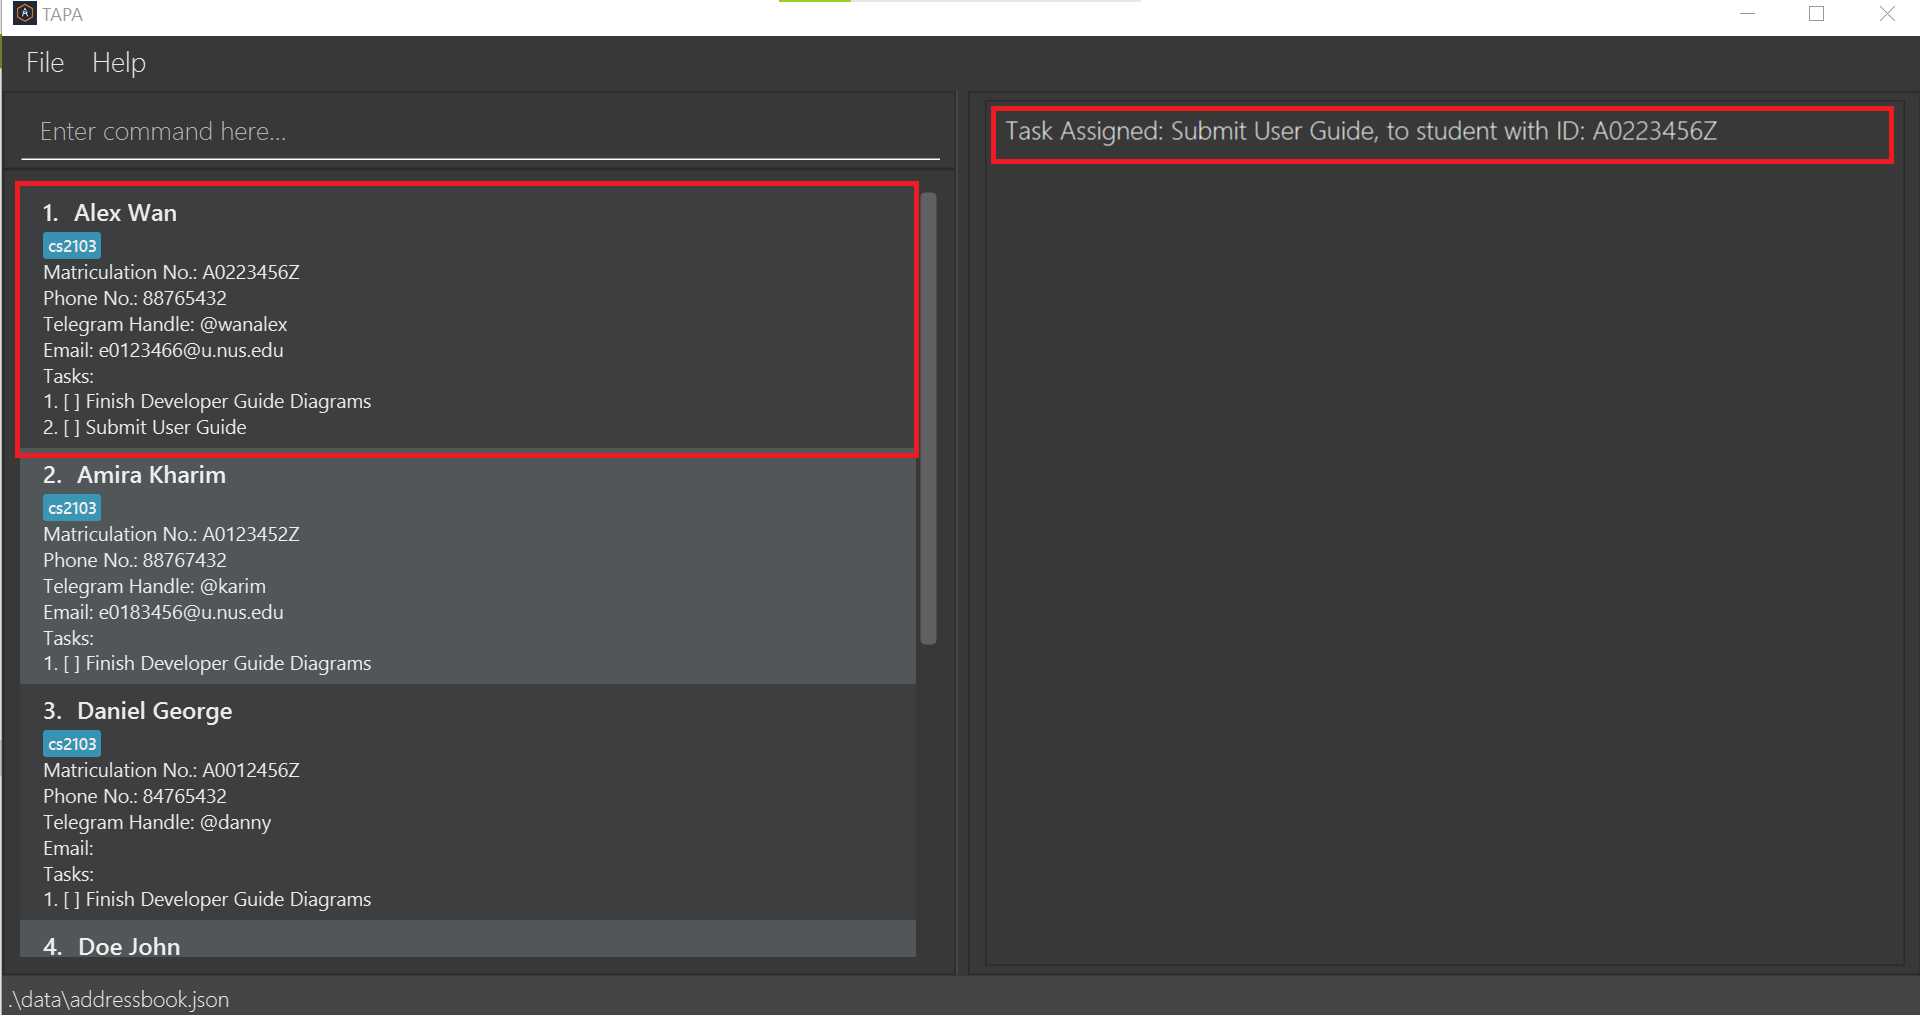 TAPA
File Help
Enter command here...
Task Assigned: Submit User Guide, to student with ID: A0223456Z
1. Alex Wan
cs2103
Matriculation No.: A0223456Z
Phone No.: 88765432
Telegram Handle: @wanalex
Email: e0123466@u.nus.edu
Tasks:
1. [ ] Finish Developer Guide Diagrams
2. [ ] Submit User Guide
2. Amira Kharim
cs2103
Matriculation No.: A0123452Z
Phone No.: 88767432
Telegram Handle: @karim
Email: e0183456@u.nus.edu
Tasks:
1. [ ] Finish Developer Guide Diagrams
3. Daniel George
cs2103
Matriculation No.: A0012456Z
Phone No.: 84765432
Telegram Handle: @danny
Email:
Tasks:
1. [ ] Finish Developer Guide Diagrams
4. Doe John
.\data\addressbook.json